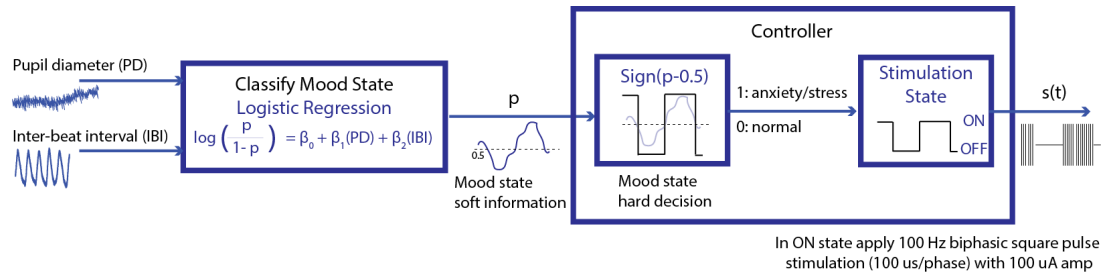 Pupil diameter (PD)
Inter-beat interval (IBI)
Classify Mood State
Logistic Regression
log(p/1-p) = β₀ + β₁(PD) + β₂(IBI)
p
0.5
Mood state
soft information
Controller
Sign(p-0.5)
Mood state
hard decision
1: anxiety/stress
0: normal
Stimulation
State
ON
OFF
s(t)
In ON state apply 100 Hz biphasic square pulse
stimulation (100 us/phase) with 100 uA amp